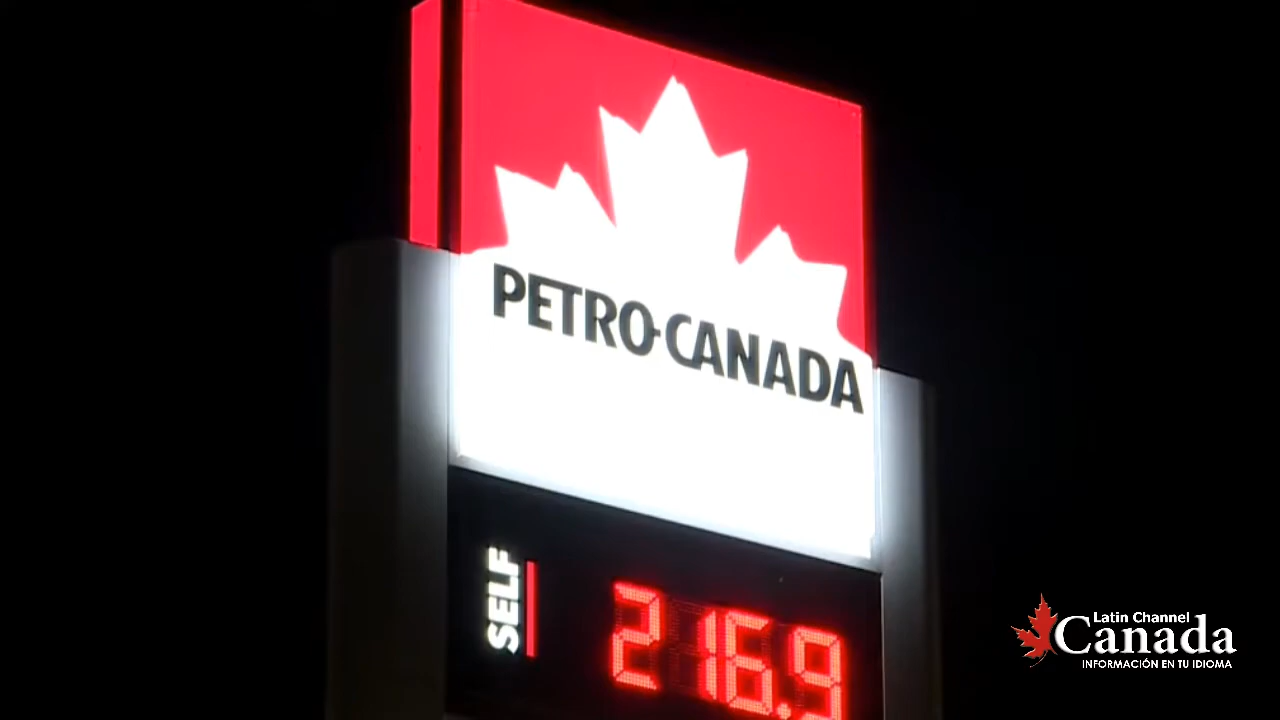 PETRO-CANADA
SELF
216.9
Latin Channel
Canada
INFORMACIÓN EN TU IDIOMA